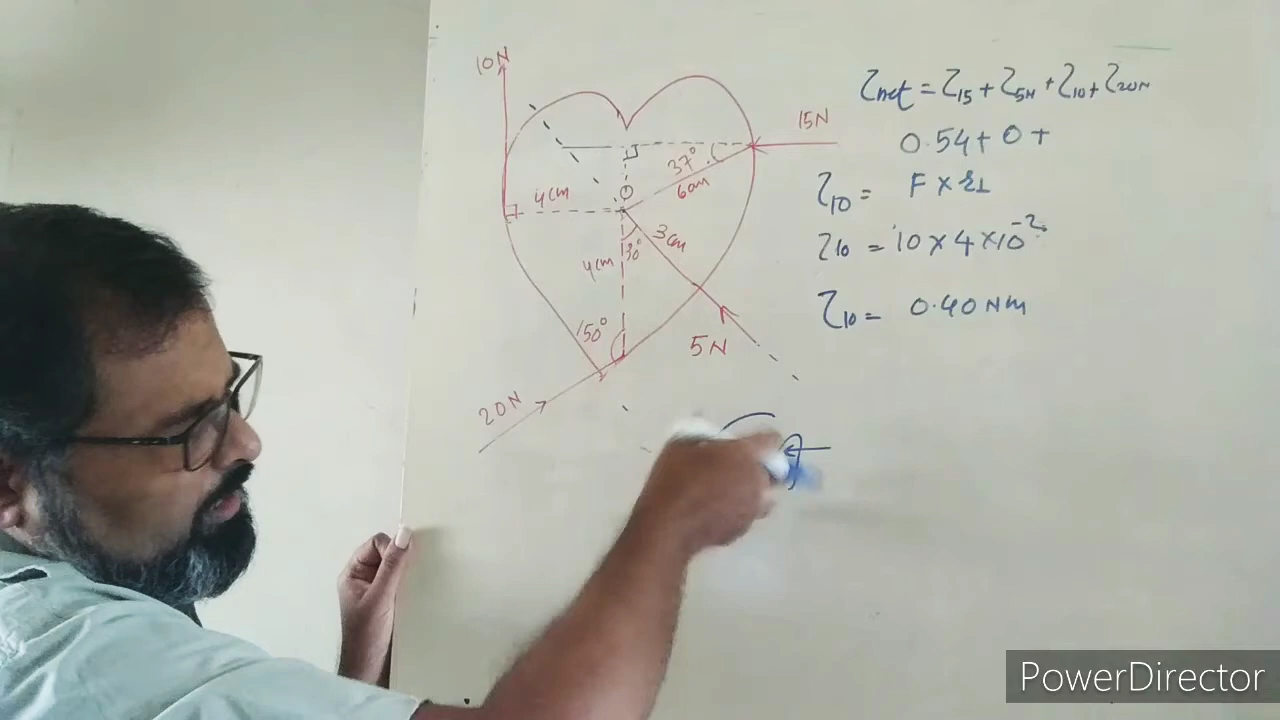 10N
15N
37°
6cm
4cm
3cm
30°
4cm
150°
5N
20N
τnet = τ15 + τ5N + τ10 + τ20N
0.54 + 0 +
τ10 = F × r⊥
τ10 = 10 × 4 × 10⁻²
τ10 = 0.40 Nm
PowerDirector